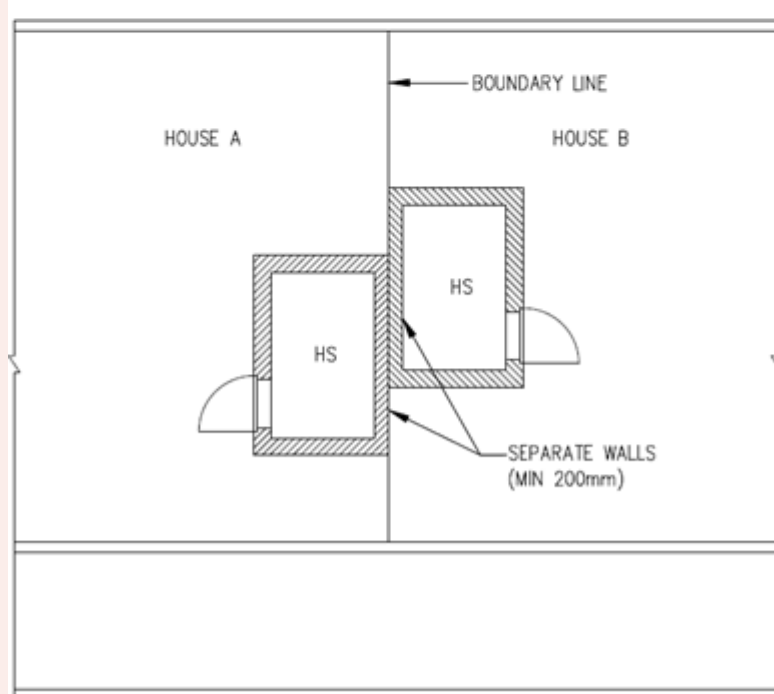 BOUNDARY LINE
HOUSE A
HOUSE B
HS
HS
SEPARATE WALLS
(MIN 200mm)